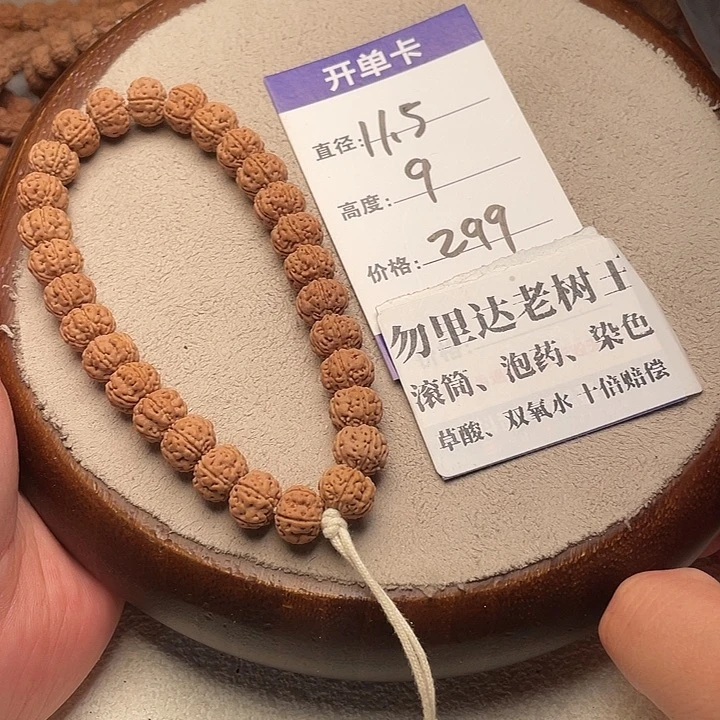 开单卡
直径:11.5
高度:9
价格:299
勿里达老树土
滚筒、泡药、染色
草酸、双氧水 十倍赔偿